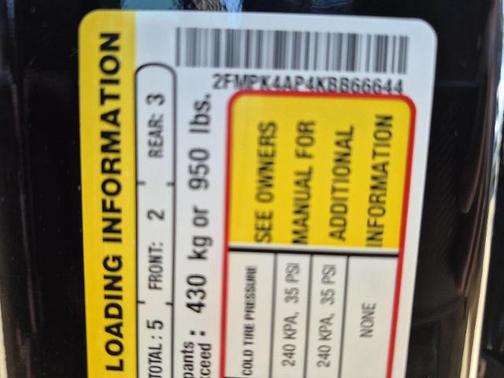 LOADING INFORMATION
TOTAL: 5 FRONT: 2 REAR: 3
pants
xceed: 430 kg or 950 lbs.
2FMPK4AP4KBB66644
COLD TIRE PRESSURE
240 KPA, 35 PSI
240 KPA, 35 PSI
NONE
SEE OWNERS
MANUAL FOR
ADDITIONAL
INFORMATION